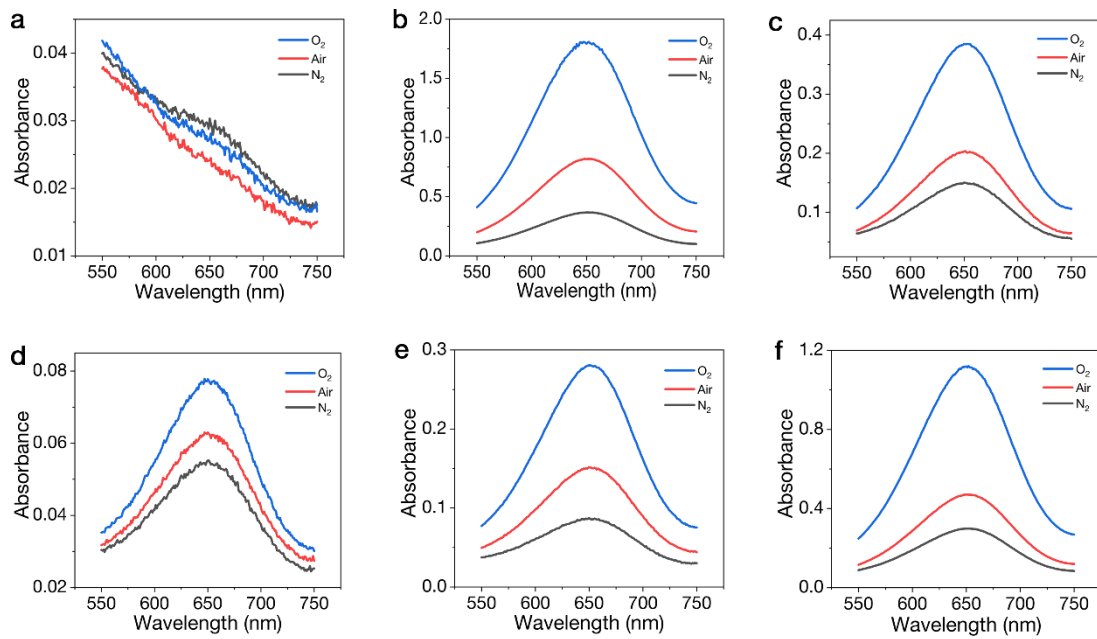 a
O₂
Air
N₂
0.04
0.03
0.02
0.01
Absorbance
550 600 650 700 750
Wavelength (nm)
b
O₂
Air
N₂
2.0
1.5
1.0
0.5
0.0
Absorbance
550 600 650 700 750
Wavelength (nm)
c
O₂
Air
N₂
0.4
0.3
0.2
0.1
Absorbance
550 600 650 700 750
Wavelength (nm)
d
O₂
Air
N₂
0.08
0.06
0.04
0.02
Absorbance
550 600 650 700 750
Wavelength (nm)
e
O₂
Air
N₂
0.3
0.2
0.1
0.0
Absorbance
550 600 650 700 750
Wavelength (nm)
f
O₂
Air
N₂
1.2
0.8
0.4
0.0
Absorbance
550 600 650 700 750
Wavelength (nm)